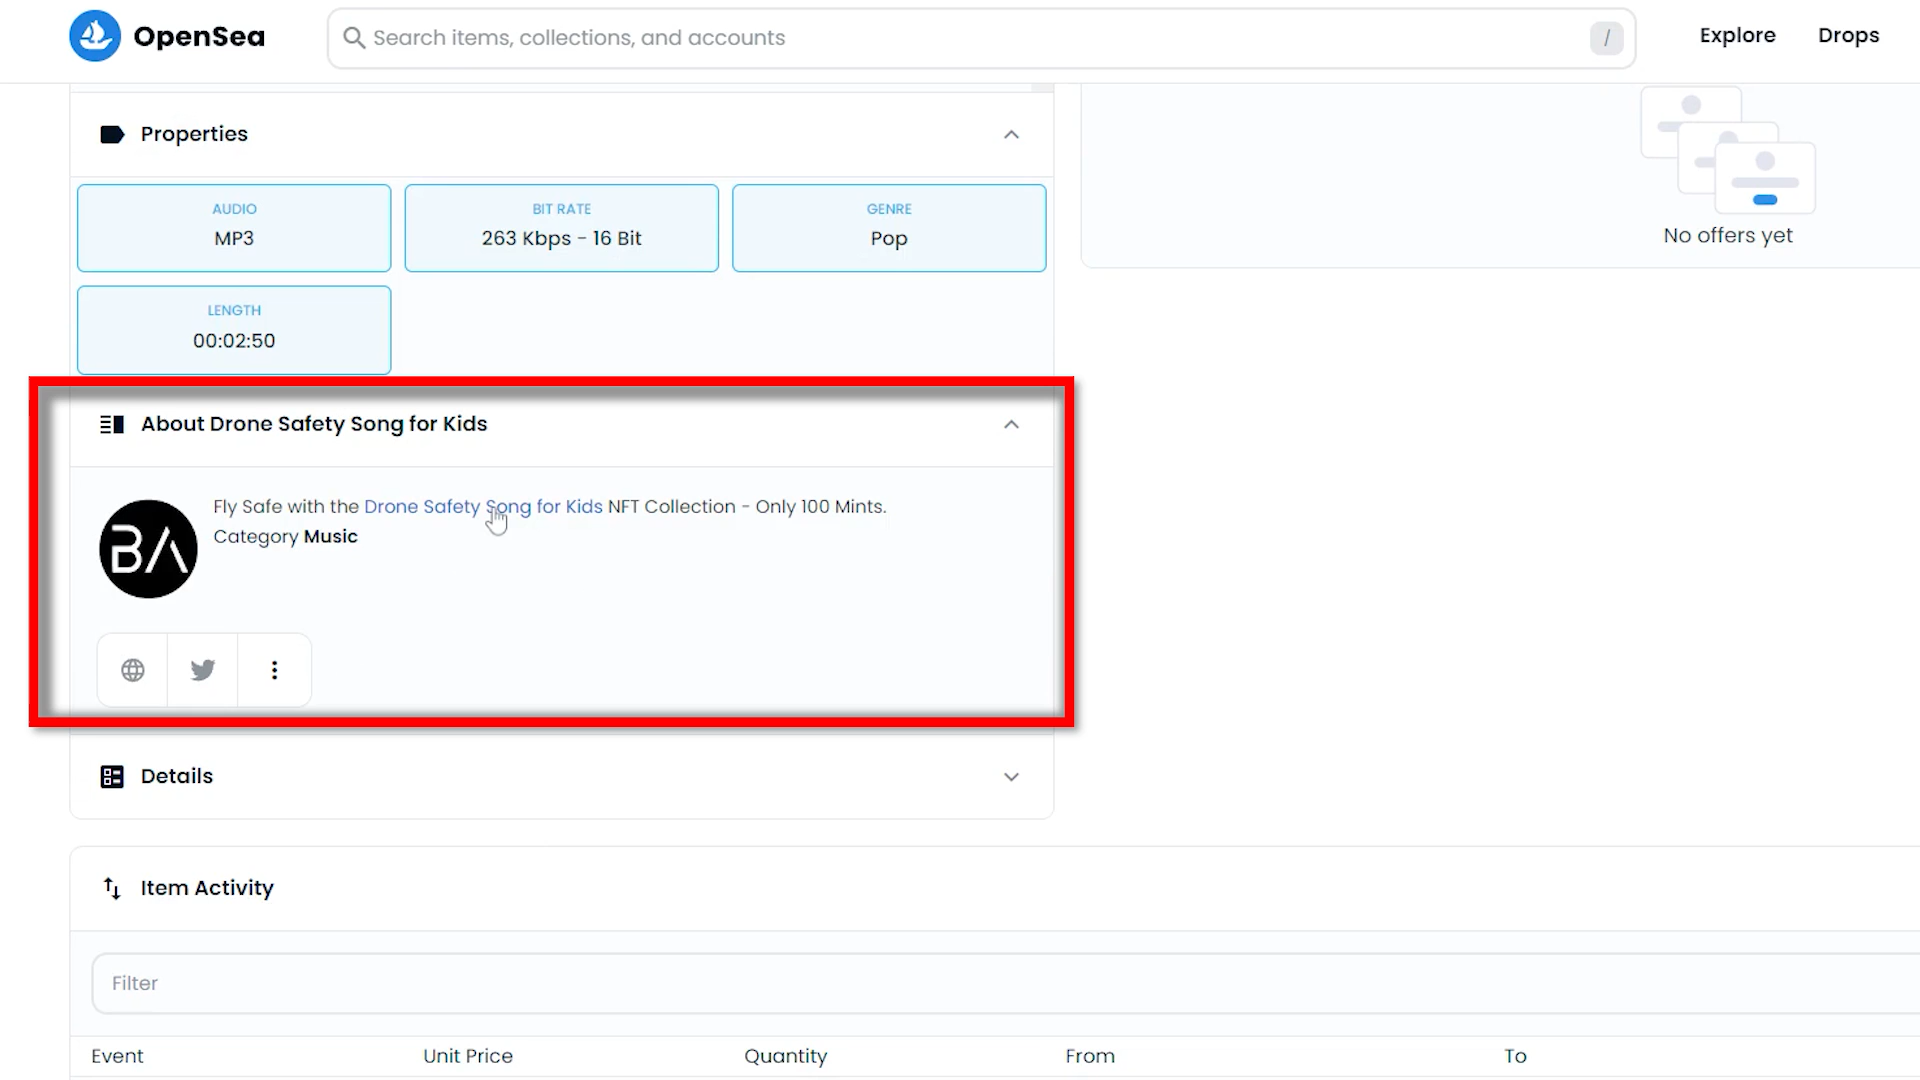 OpenSea
Search items, collections, and accounts
/
Explore
Drops
Properties
AUDIO
MP3
BIT RATE
263 Kbps - 16 Bit
GENRE
Pop
LENGTH
00:02:50
No offers yet
About Drone Safety Song for Kids
BA
Fly Safe with the Drone Safety Song for Kids NFT Collection - Only 100 Mints.
Category Music
Details
Item Activity
Filter
Event
Unit Price
Quantity
From
To